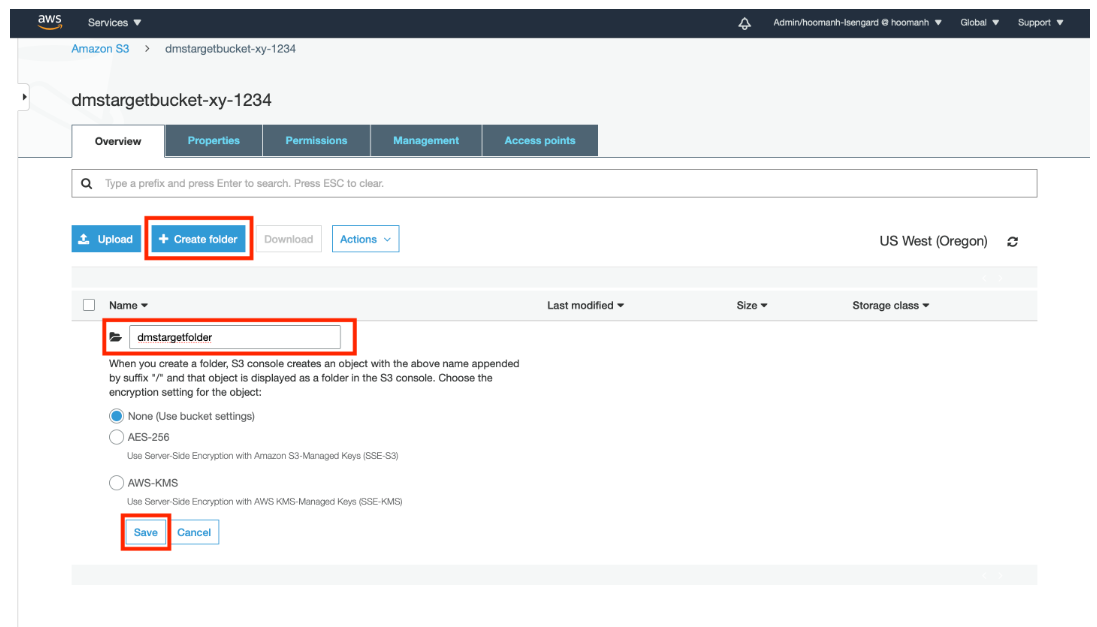 aws Services Admin/hoomanh-Isengard @ hoomanh Global Support
Amazon S3 > dmstargetbucket-xy-1234
dmstargetbucket-xy-1234
Overview Properties Permissions Management Access points
Type a prefix and press Enter to search. Press ESC to clear.
Upload + Create folder Download Actions US West (Oregon)
Name Last modified Size Storage class
dmstargetfolder
When you create a folder, S3 console creates an object with the above name appended
by suffix "/" and that object is displayed as a folder in the S3 console. Choose the
encryption setting for the object:
None (Use bucket settings)
AES-256
Use Server-Side Encryption with Amazon S3-Managed Keys (SSE-S3)
AWS-KMS
Use Server-Side Encryption with AWS KMS-Managed Keys (SSE-KMS)
Save Cancel